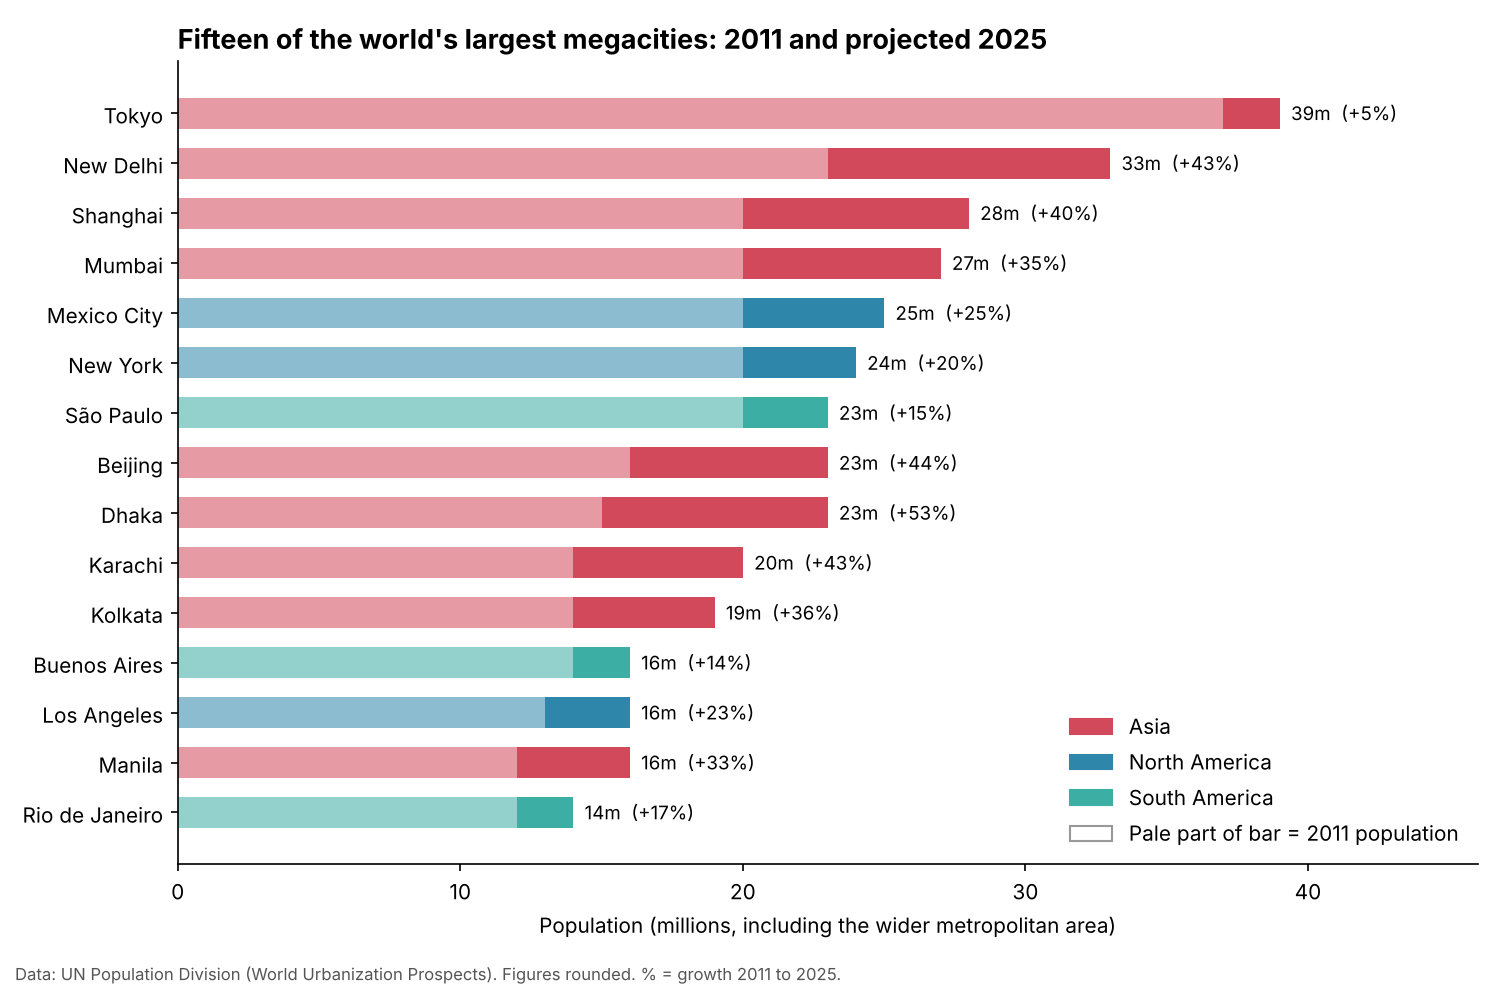 Fifteen of the world's largest megacities: 2011 and projected 2025
Tokyo 39m (+5%)
New Delhi 33m (+43%)
Shanghai 28m (+40%)
Mumbai 27m (+35%)
Mexico City 25m (+25%)
New York 24m (+20%)
São Paulo 23m (+15%)
Beijing 23m (+44%)
Dhaka 23m (+53%)
Karachi 20m (+43%)
Kolkata 19m (+36%)
Buenos Aires 16m (+14%)
Los Angeles 16m (+23%)
Manila 16m (+33%)
Rio de Janeiro 14m (+17%)
Asia
North America
South America
Pale part of bar = 2011 population
0 10 20 30 40
Population (millions, including the wider metropolitan area)
Data: UN Population Division (World Urbanization Prospects). Figures rounded. % = growth 2011 to 2025.